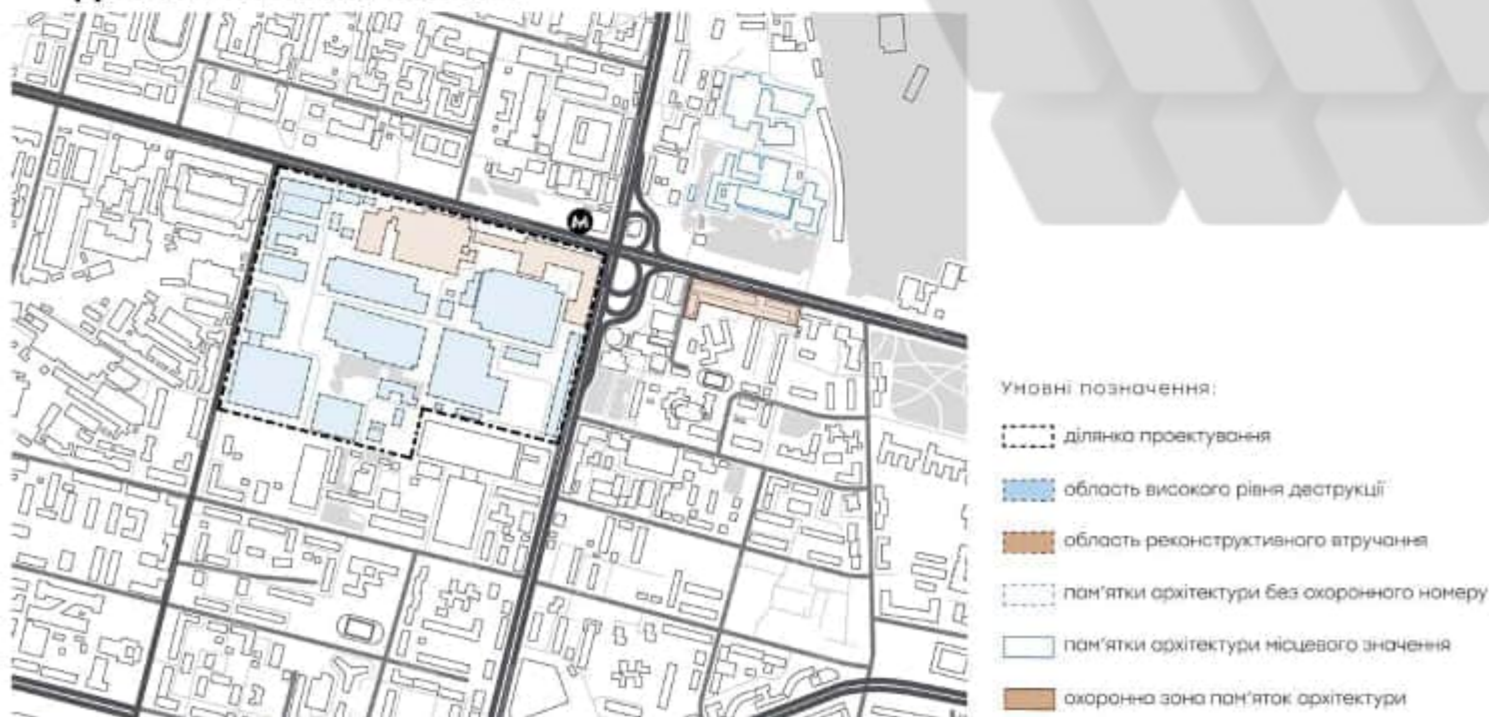 М
Умовні позначення:
ділянка проектування
область високого рівня деструкції
область реконструктивного втручання
пам'ятки архітектури без охоронного номеру
пам'ятки архітектури місцевого значення
охоронна зона пам'яток архітектури